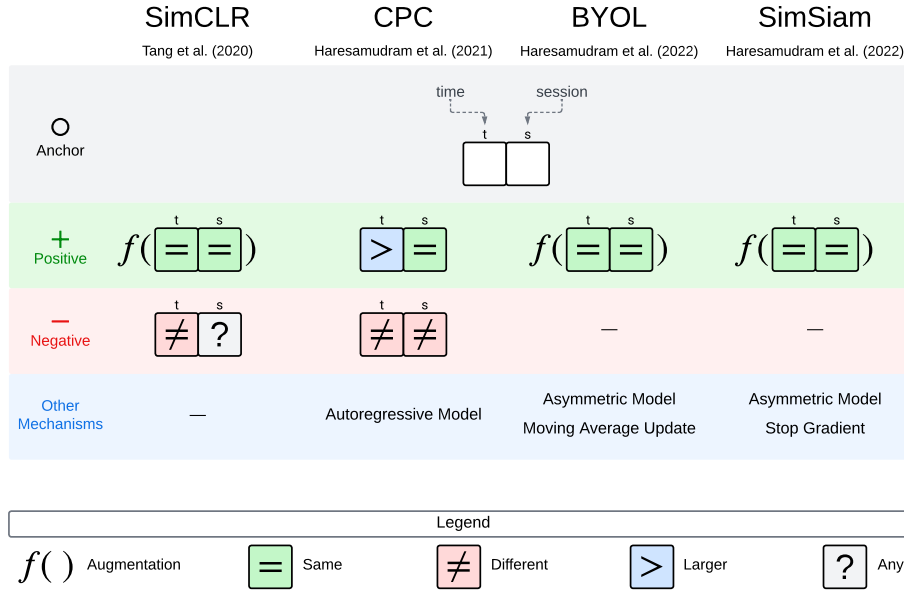 SimCLR CPC BYOL SimSiam
Tang et al. (2020) Haresamudram et al. (2021) Haresamudram et al. (2022) Haresamudram et al. (2022)
time session
t s
Anchor
t s t s t s t s
+ f( = = ) > = f( = = ) f( = = )
Positive
t s t s
− ≠ ? ≠ ≠ — —
Negative
Other
Mechanisms
— Autoregressive Model
Asymmetric Model
Moving Average Update
Asymmetric Model
Stop Gradient
Legend
f( ) Augmentation = Same ≠ Different > Larger ? Any